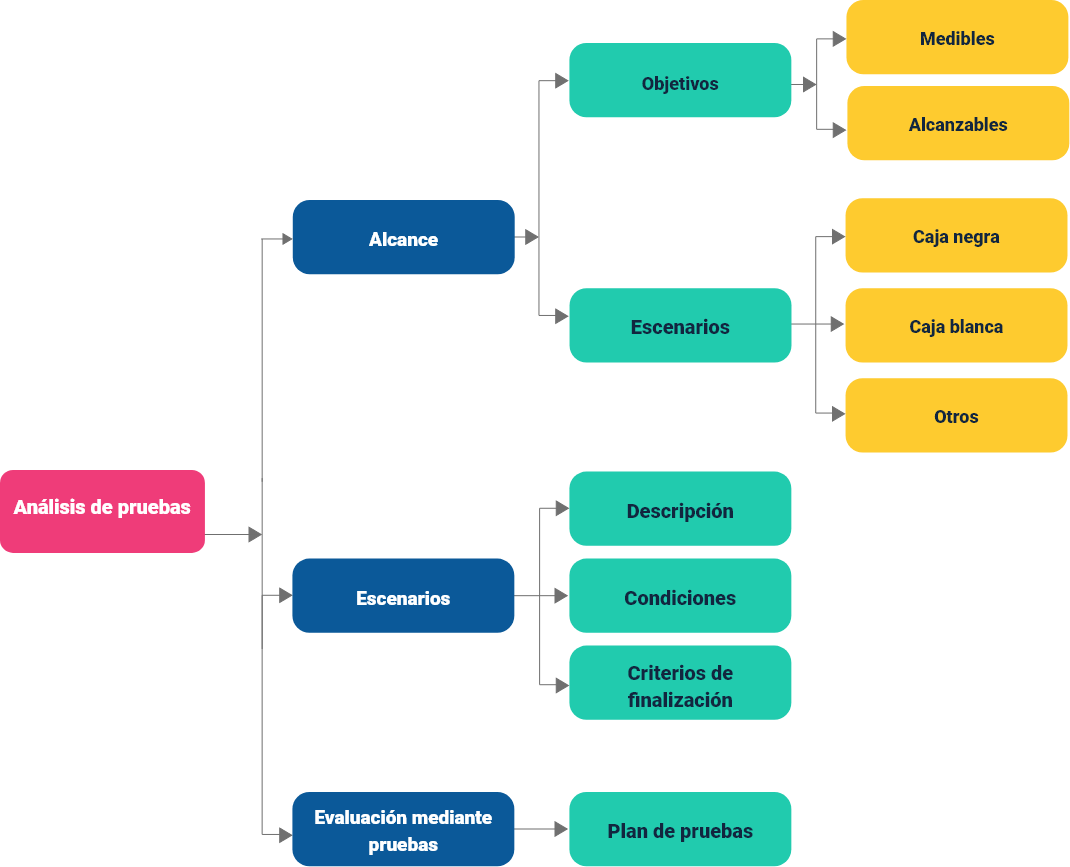 Análisis de pruebas
Alcance
Objetivos
Medibles
Alcanzables
Escenarios
Caja negra
Caja blanca
Otros
Escenarios
Descripción
Condiciones
Criterios de
finalización
Evaluación mediante
pruebas
Plan de pruebas